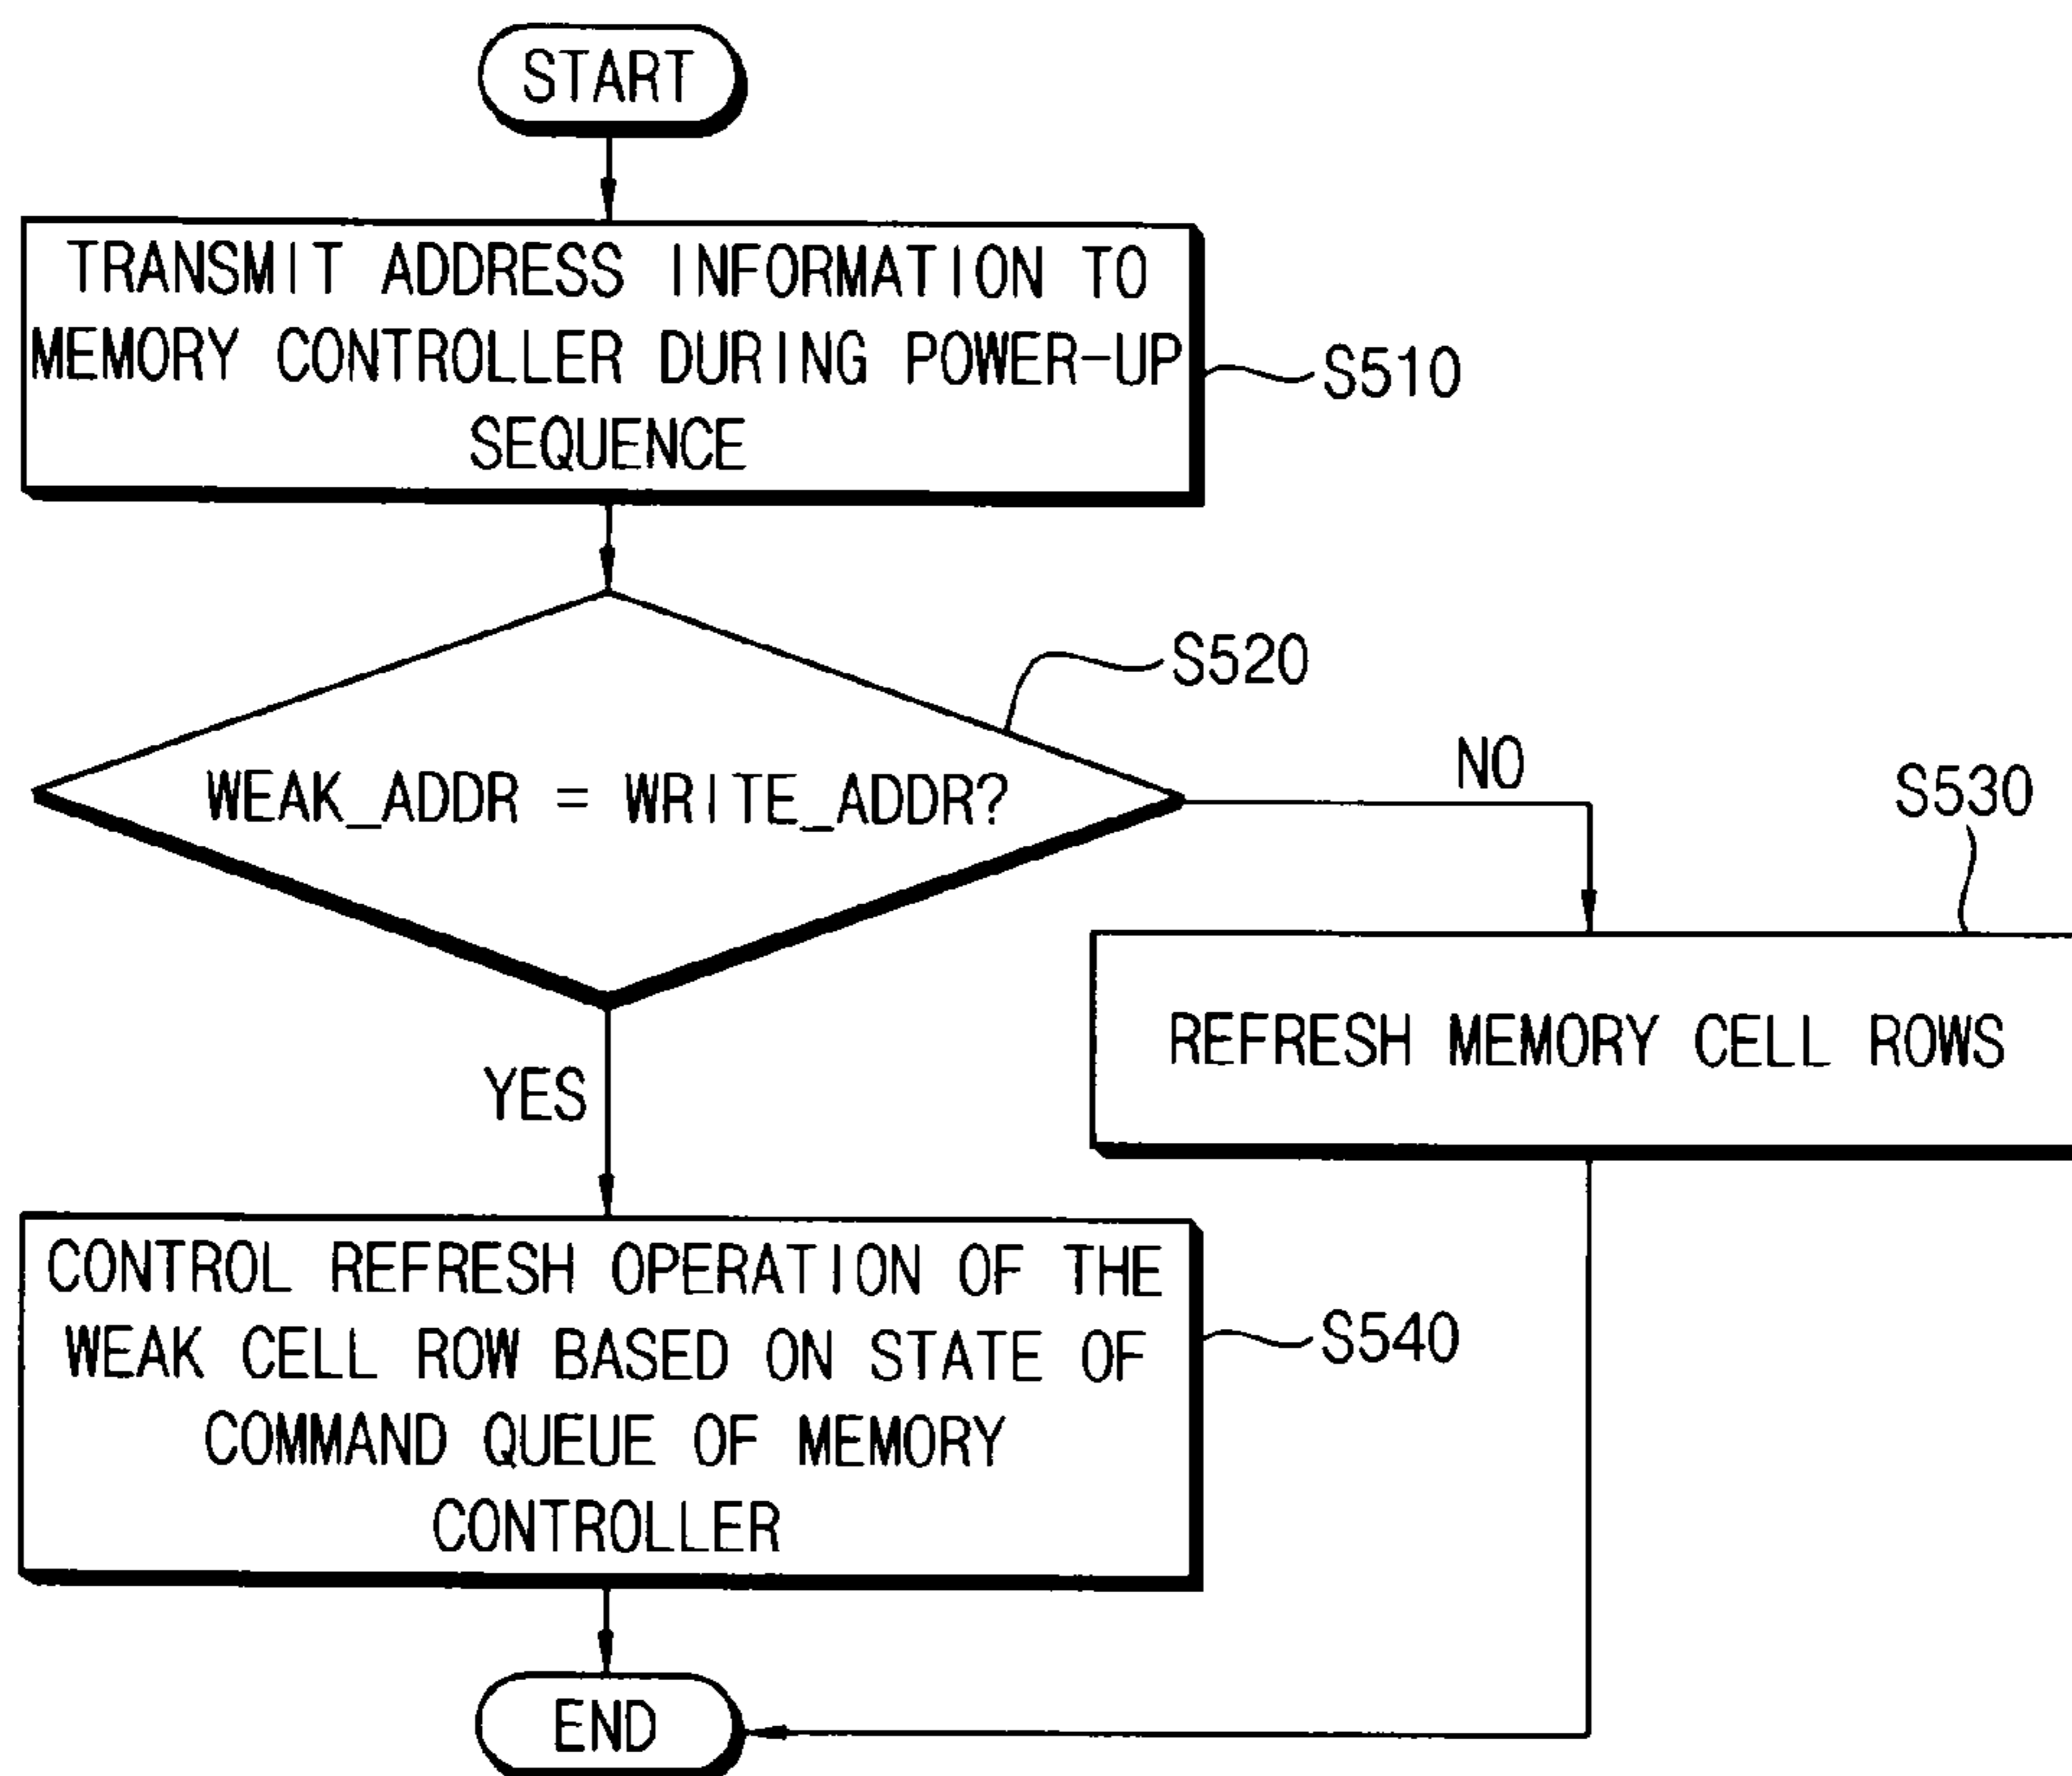 START
TRANSMIT ADDRESS INFORMATION TO
MEMORY CONTROLLER DURING POWER-UP
SEQUENCE
S510
S520
WEAK_ADDR = WRITE_ADDR?
NO
S530
REFRESH MEMORY CELL ROWS
YES
CONTROL REFRESH OPERATION OF THE
WEAK CELL ROW BASED ON STATE OF
COMMAND QUEUE OF MEMORY
CONTROLLER
S540
END